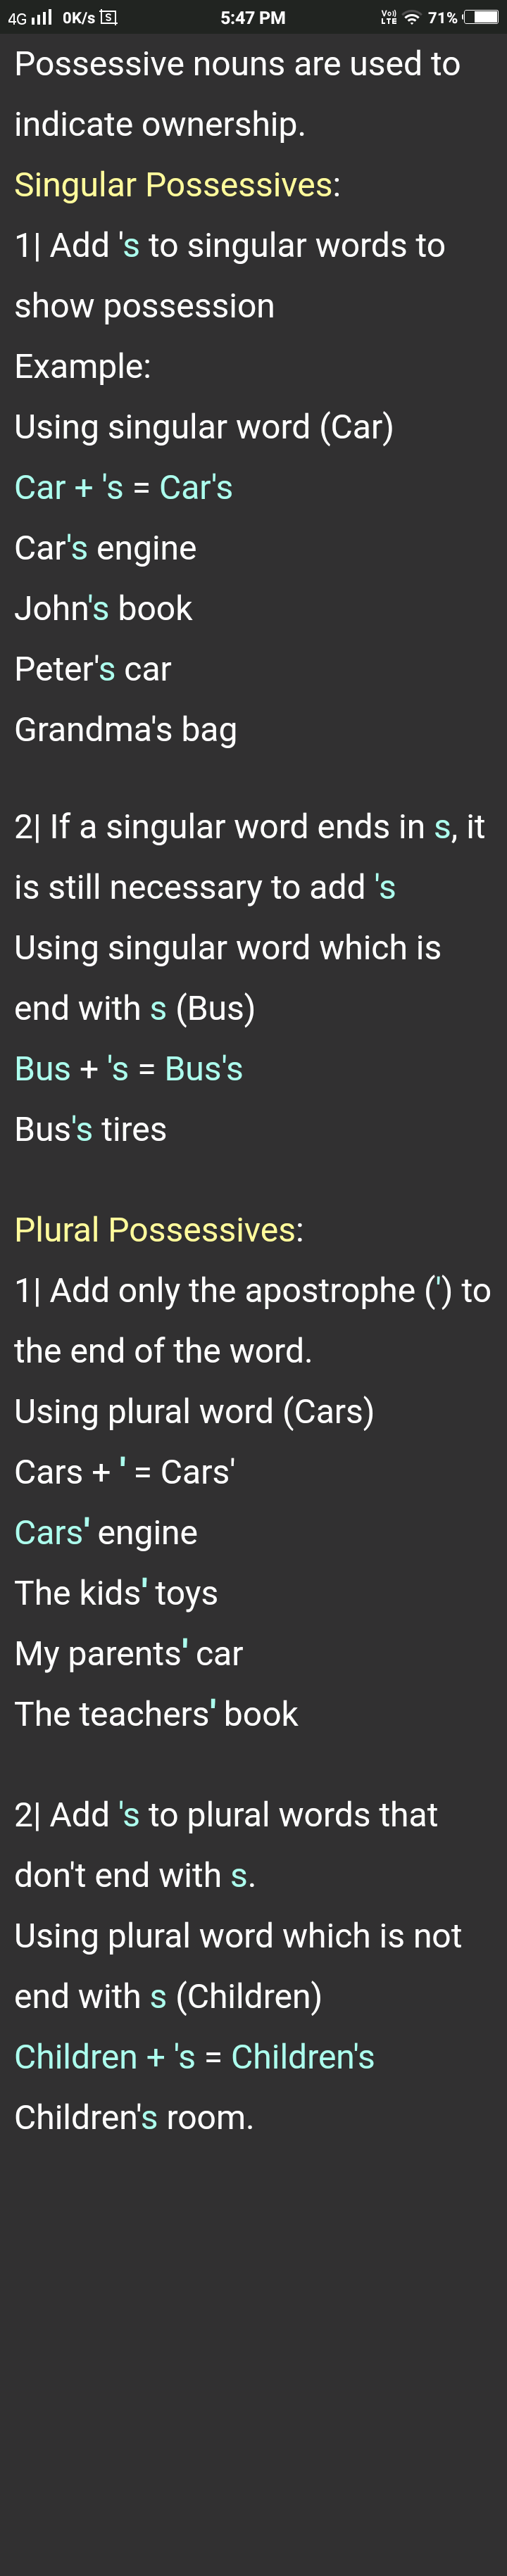 4G 0K/s 5:47 PM Vo)) LTE 71%
Possessive nouns are used to
indicate ownership.
Singular Possessives:
1| Add 's to singular words to
show possession
Example:
Using singular word (Car)
Car + 's = Car's
Car's engine
John's book
Peter's car
Grandma's bag
2| If a singular word ends in s, it
is still necessary to add 's
Using singular word which is
end with s (Bus)
Bus + 's = Bus's
Bus's tires
Plural Possessives:
1| Add only the apostrophe (') to
the end of the word.
Using plural word (Cars)
Cars + ' = Cars'
Cars' engine
The kids' toys
My parents' car
The teachers' book
2| Add 's to plural words that
don't end with s.
Using plural word which is not
end with s (Children)
Children + 's = Children's
Children's room.